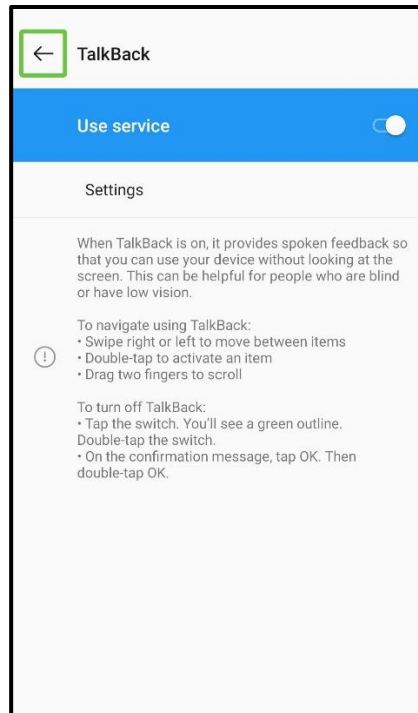 TalkBack
Use service
Settings
When TalkBack is on, it provides spoken feedback so
that you can use your device without looking at the
screen. This can be helpful for people who are blind
or have low vision.
To navigate using TalkBack:
• Swipe right or left to move between items
• Double-tap to activate an item
• Drag two fingers to scroll
To turn off TalkBack:
• Tap the switch. You'll see a green outline.
Double-tap the switch.
• On the confirmation message, tap OK. Then
double-tap OK.